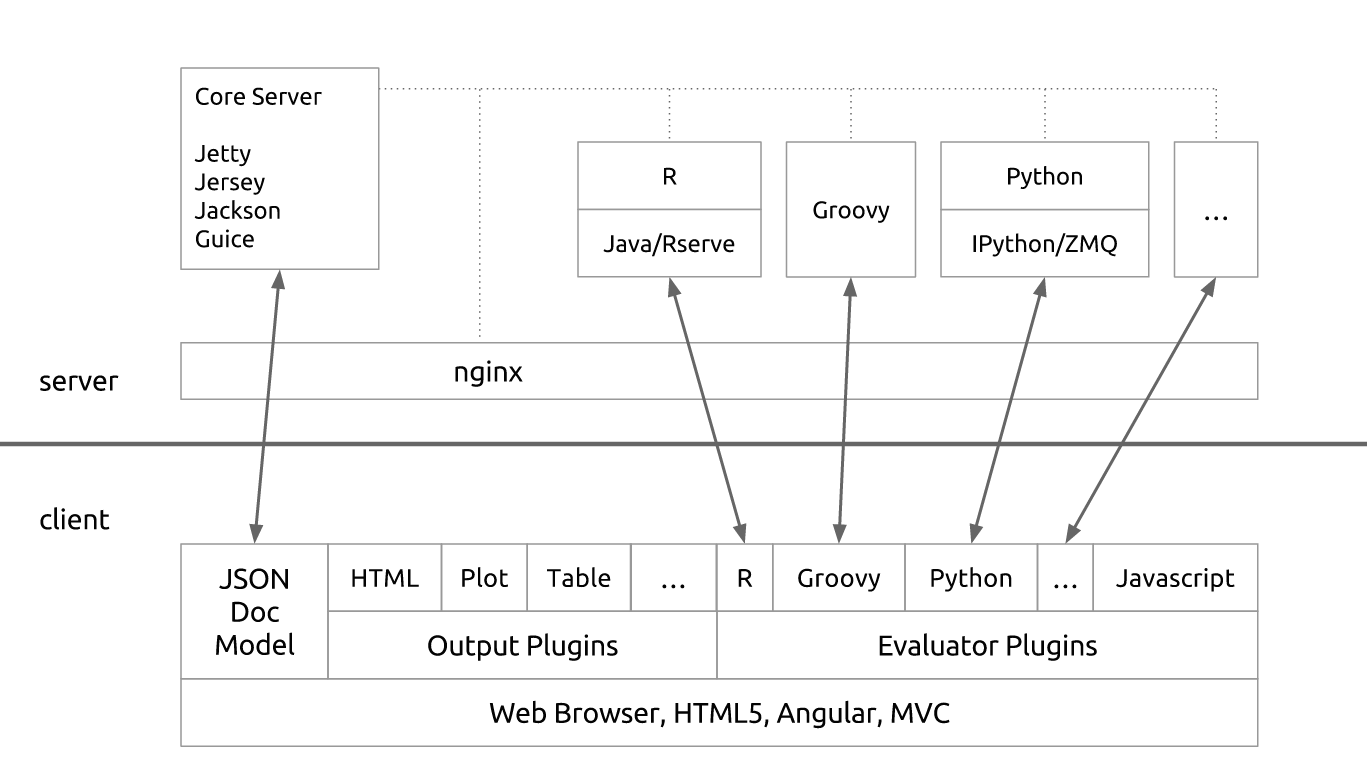 Core Server
Jetty
Jersey
Jackson
Guice
R
Java/Rserve
Groovy
Python
IPython/ZMQ
...
nginx
server
client
JSON
Doc
Model
HTML
Plot
Table
...
Output Plugins
R
Groovy
Python
...
Javascript
Evaluator Plugins
Web Browser, HTML5, Angular, MVC